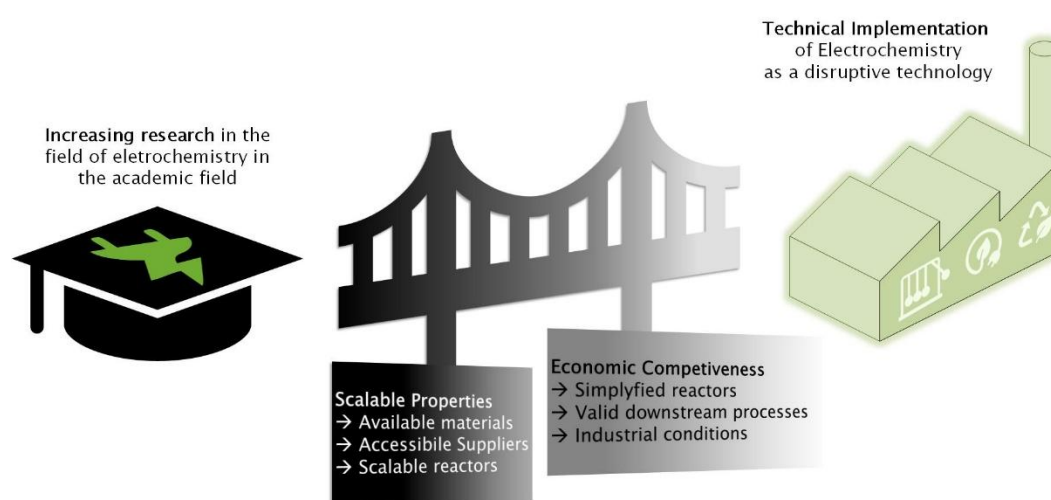 Increasing research in the
field of eletrochemistry in
the academic field
Scalable Properties
→ Available materials
→ Accessibile Suppliers
→ Scalable reactors
Economic Competiveness
→ Simplyfied reactors
→ Valid downstream processes
→ Industrial conditions
Technical Implementation
of Electrochemistry
as a disruptive technology